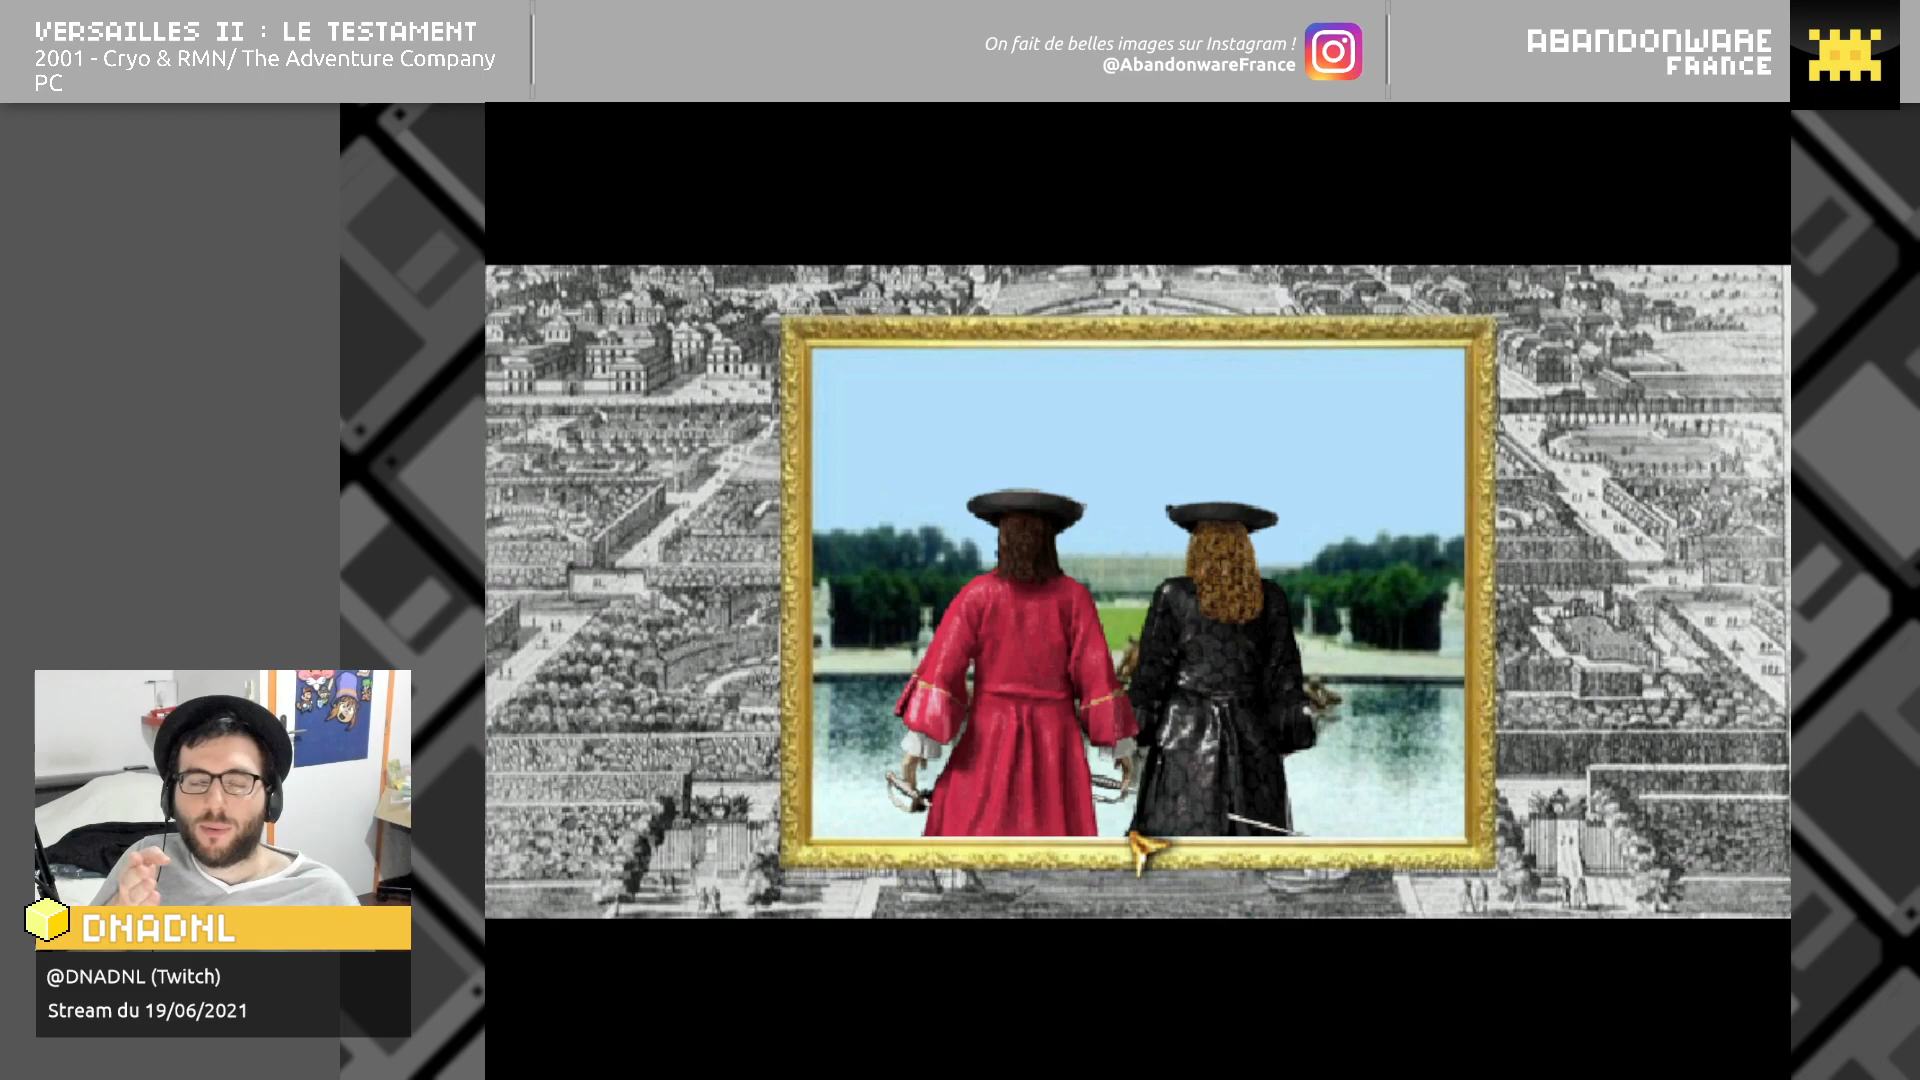 VERSAILLES II : LE TESTAMENT
2001 - Cryo & RMN/ The Adventure Company
PC
On fait de belles images sur Instagram !
@AbandonwareFrance
ABANDONWARE
FRANCE
DNADNL
@DNADNL (Twitch)
Stream du 19/06/2021